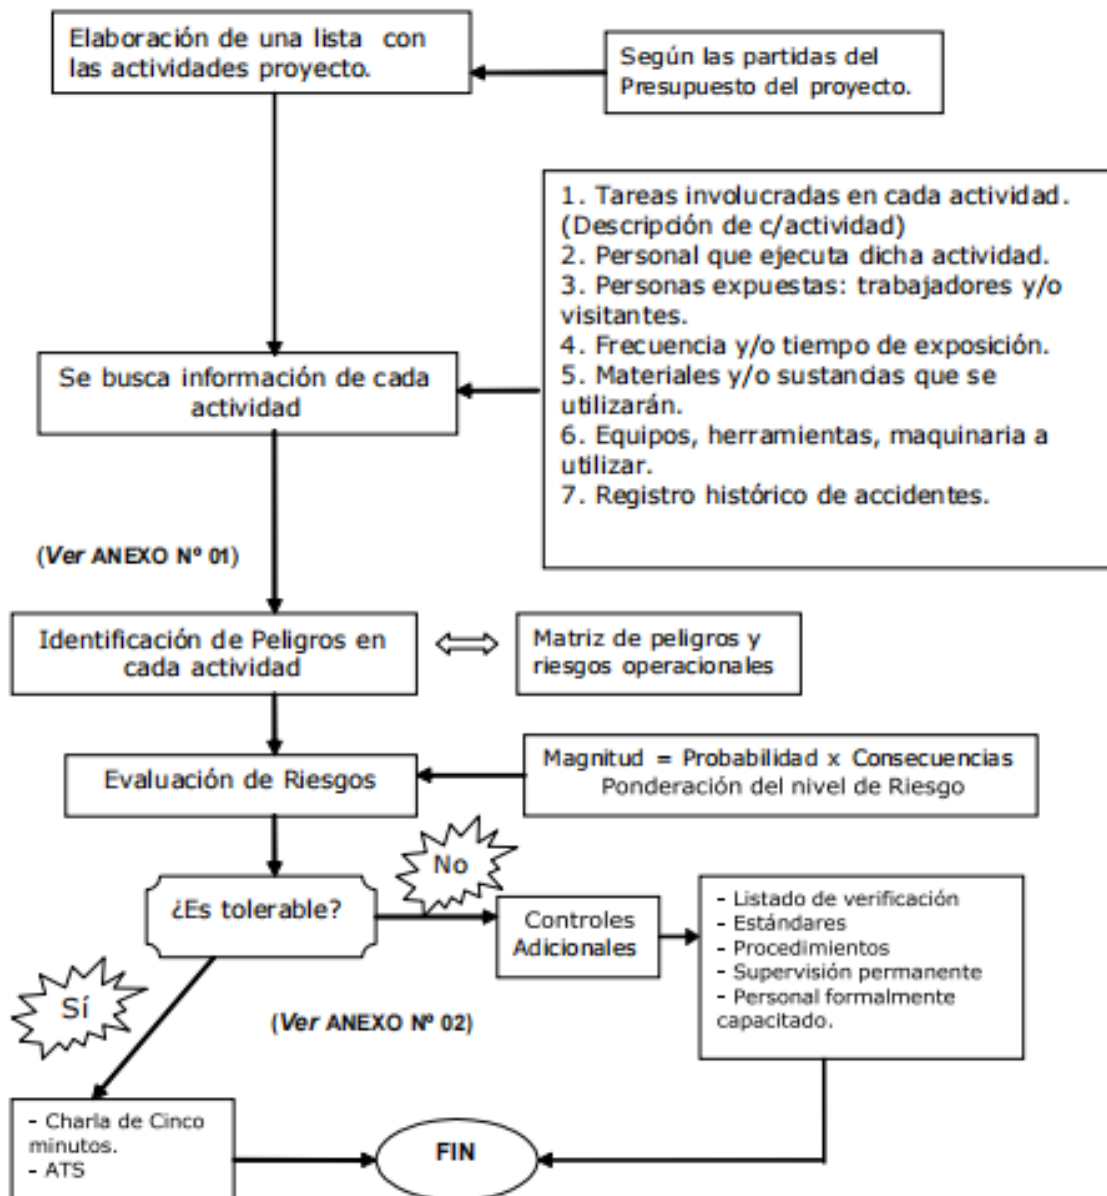 Elaboración de una lista con
las actividades proyecto.
Según las partidas del
Presupuesto del proyecto.
1. Tareas involucradas en cada actividad.
(Descripción de c/actividad)
2. Personal que ejecuta dicha actividad.
3. Personas expuestas: trabajadores y/o
visitantes.
4. Frecuencia y/o tiempo de exposición.
5. Materiales y/o sustancias que se
utilizarán.
6. Equipos, herramientas, maquinaria a
utilizar.
7. Registro histórico de accidentes.
Se busca información de cada
actividad
(Ver ANEXO Nº 01)
Identificación de Peligros en
cada actividad
Matriz de peligros y
riesgos operacionales
Evaluación de Riesgos
Magnitud = Probabilidad x Consecuencias
Ponderación del nivel de Riesgo
No
¿Es tolerable?
Controles
Adicionales
- Listado de verificación
- Estándares
- Procedimientos
- Supervisión permanente
- Personal formalmente
capacitado.
Sí
(Ver ANEXO Nº 02)
- Charla de Cinco
minutos.
- ATS
FIN